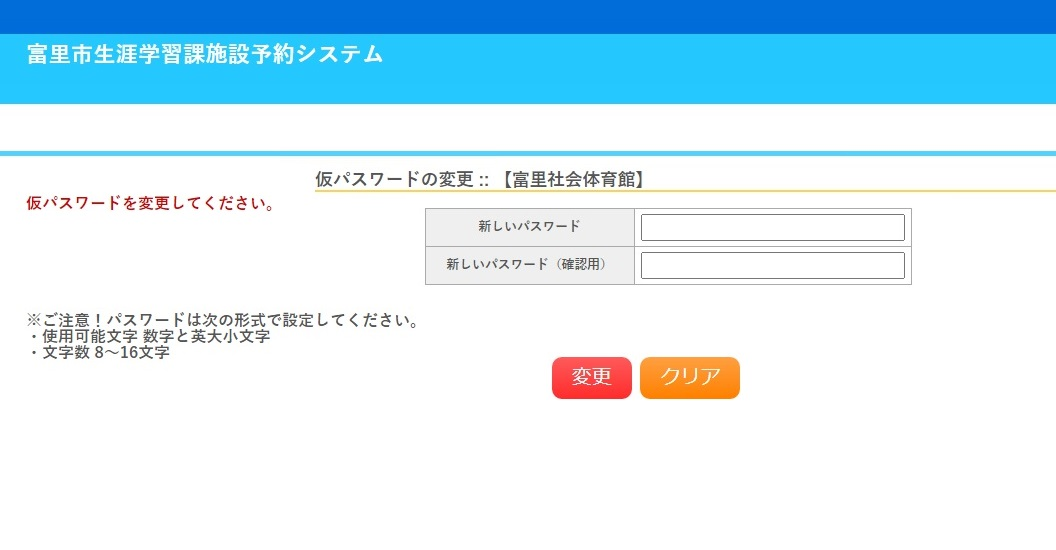 富里市生涯学習課施設予約システム
仮パスワードの変更 :: 【富里社会体育館】
仮パスワードを変更してください。
新しいパスワード
新しいパスワード（確認用）
※ご注意！パスワードは次の形式で設定してください。
・使用可能文字 数字と英大小文字
・文字数 8～16文字
変更 クリア